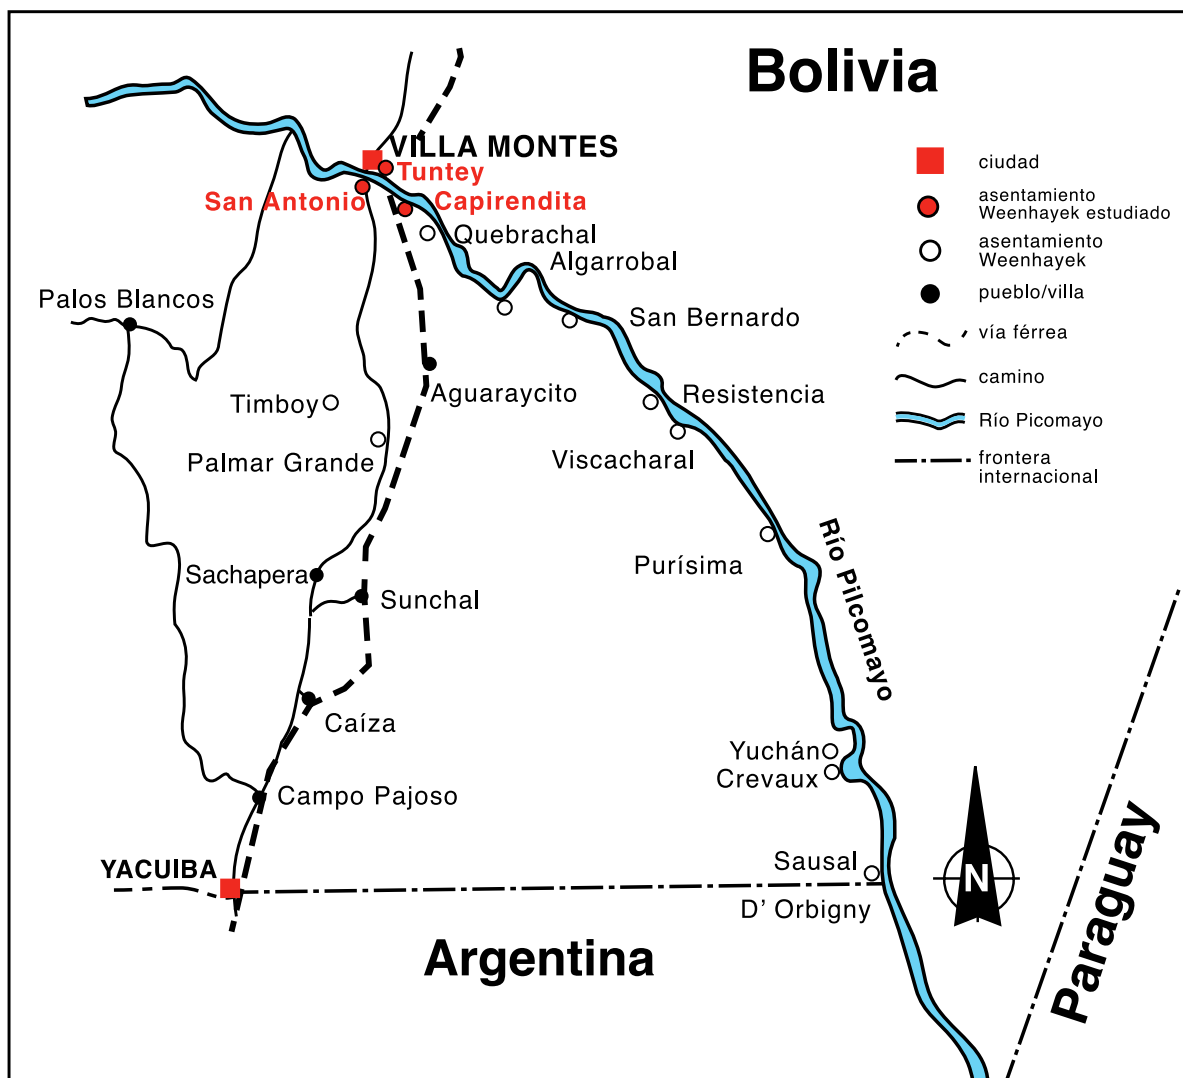 Bolivia
VILLA MONTES
Tuntey
San Antonio
Capirendita
Quebrachal
Algarrobal
Palos Blancos
San Bernardo
Aguaraycito
Resistencia
Timboy
Palmar Grande
Viscacharal
Purísima
Río Pilcomayo
Sachapera
Sunchal
Caíza
Yuchán
Crevaux
Campo Pajoso
YACUIBA
Sausal
D' Orbigny
N
Argentina
Paraguay
ciudad
asentamiento
Weenhayek estudiado
asentamiento
Weenhayek
pueblo/villa
vía férrea
camino
Río Picomayo
frontera
internacional